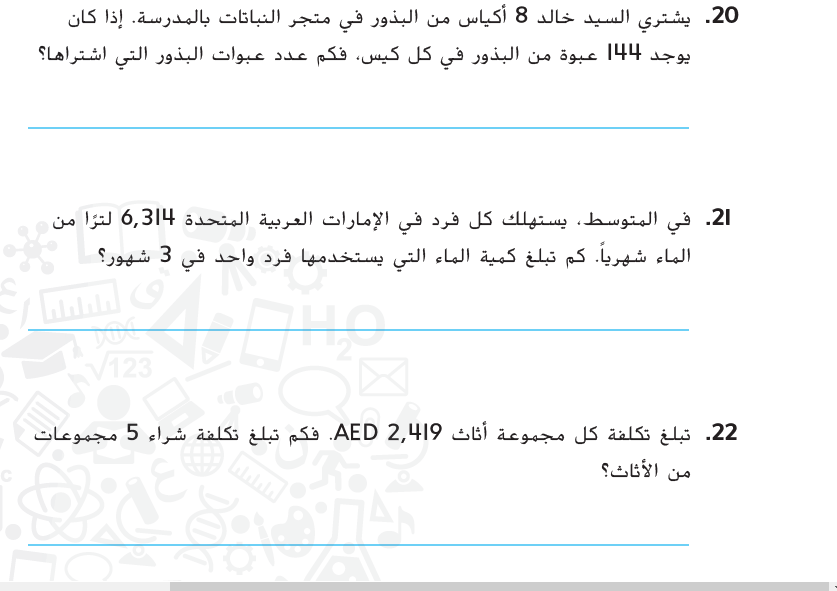 20. يشتري السيد خالد 8 أكياس من البذور في متجر النباتات بالمدرسة. إذا كان
يوجد 144 عبوة من البذور في كل كيس، فكم عدد عبوات البذور التي اشتراها؟
21. في المتوسط، يستهلك كل فرد في الإمارات العربية المتحدة 6,314 لترًا من
الماء شهرياً. كم تبلغ كمية الماء التي يستخدمها فرد واحد في 3 شهور؟
H2O
√123
22. تبلغ تكلفة كل مجموعة أثاث AED 2,419. فكم تبلغ تكلفة شراء 5 مجموعات
من الأثاث؟